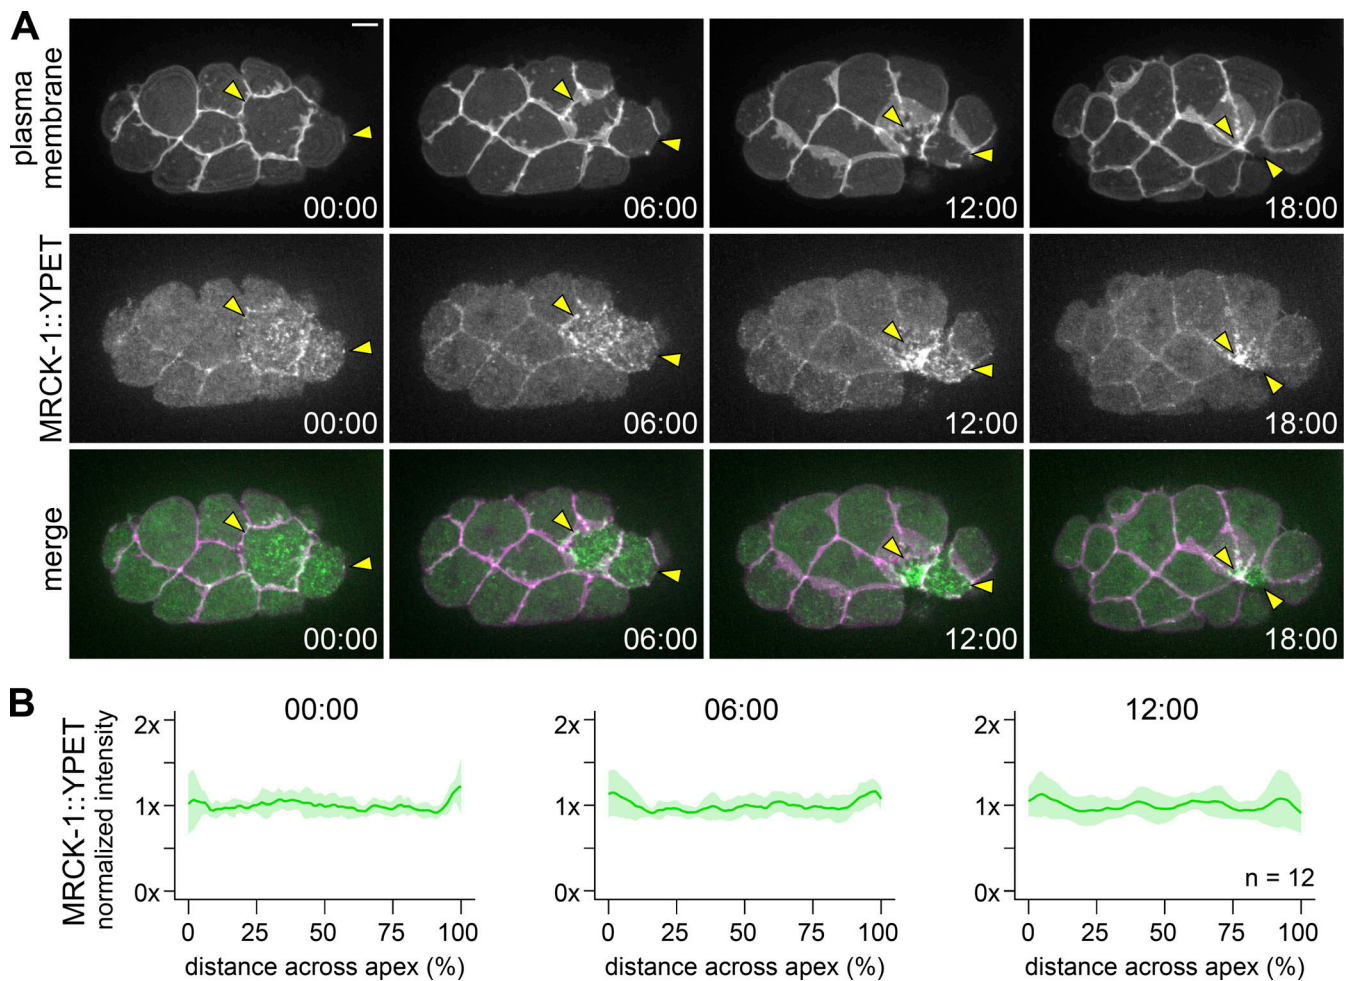 A
plasma
membrane
00:00
06:00
12:00
18:00
MRCK-1::YPET
00:00
06:00
12:00
18:00
merge
00:00
06:00
12:00
18:00
B
MRCK-1::YPET
normalized intensity
00:00
2x
1x
0x
0
25
50
75
100
distance across apex (%)
06:00
2x
1x
0x
0
25
50
75
100
distance across apex (%)
12:00
2x
1x
0x
n = 12
0
25
50
75
100
distance across apex (%)